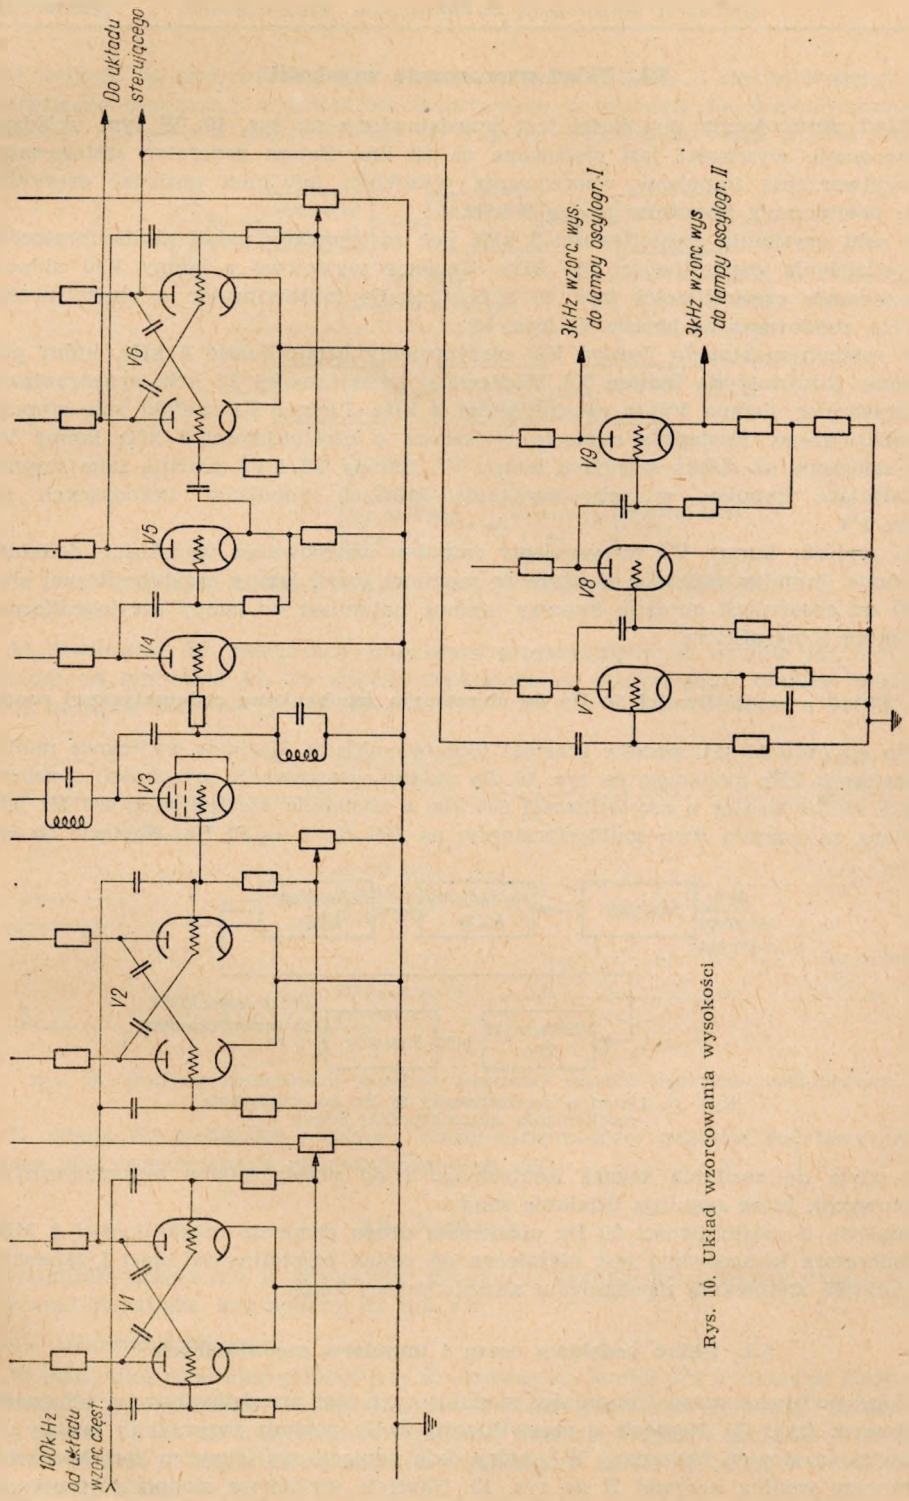 100kHz
od układu
wzorc.częst.
V1
V2
V3
V4
V5
V6
Do układu
sterującego
V7
V8
V9
3kHz wzorc. wys.
do lampy oscylogr. I
3kHz wzorc. wys
do lampy oscylogr. II
Rys. 10. Układ wzorcowania wysokości